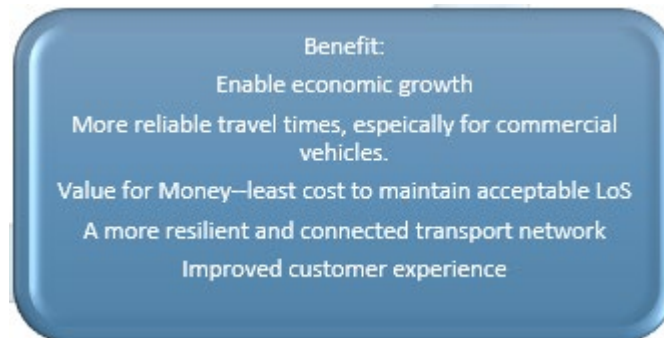 Benefit:
Enable economic growth
More reliable travel times, espeically for commercial
vehicles.
Value for Money–least cost to maintain acceptable LoS
A more resilient and connected transport network
Improved customer experience